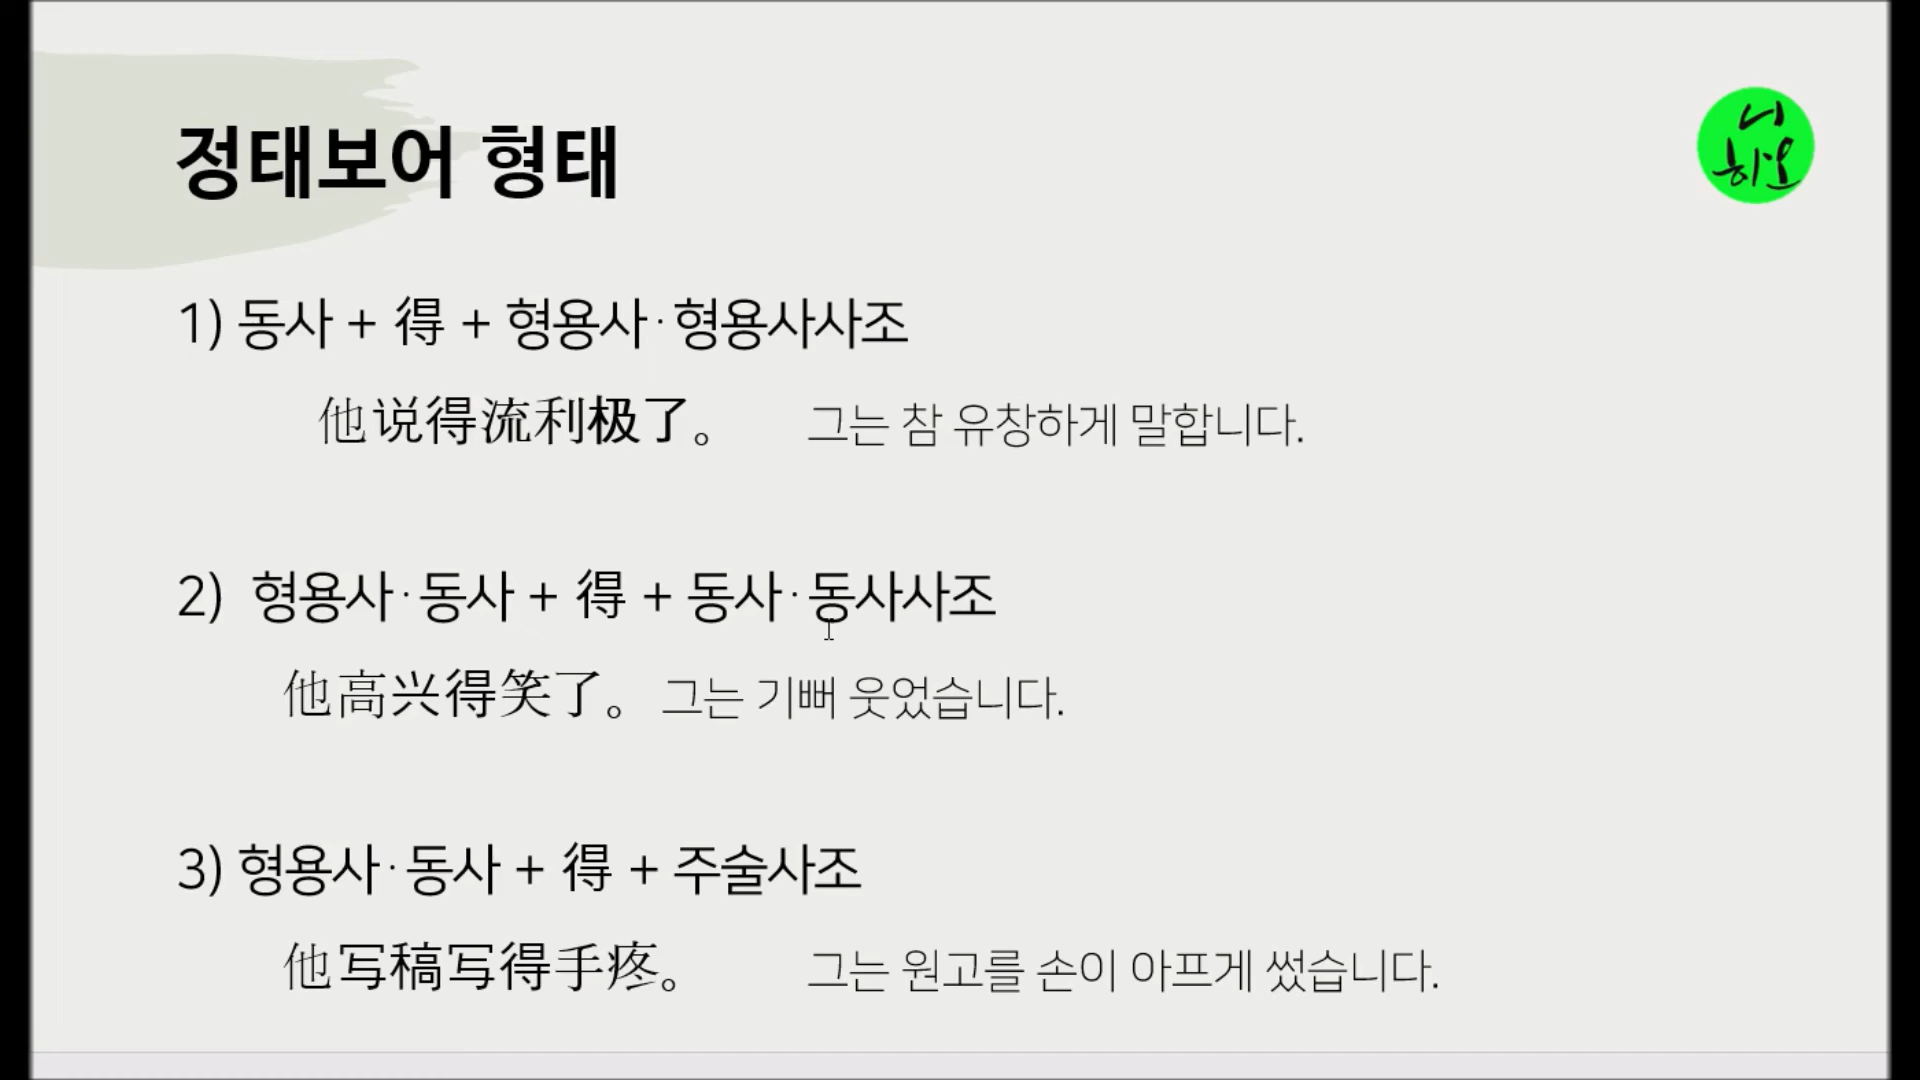 정태보어 형태
니
하오
1) 동사 + 得 + 형용사·형용사사조
他说得流利极了。 그는 참 유창하게 말합니다.
2) 형용사·동사 + 得 + 동사·동사사조
他高兴得笑了。 그는 기뻐 웃었습니다.
3) 형용사·동사 + 得 + 주술사조
他写稿写得手疼。 그는 원고를 손이 아프게 썼습니다.